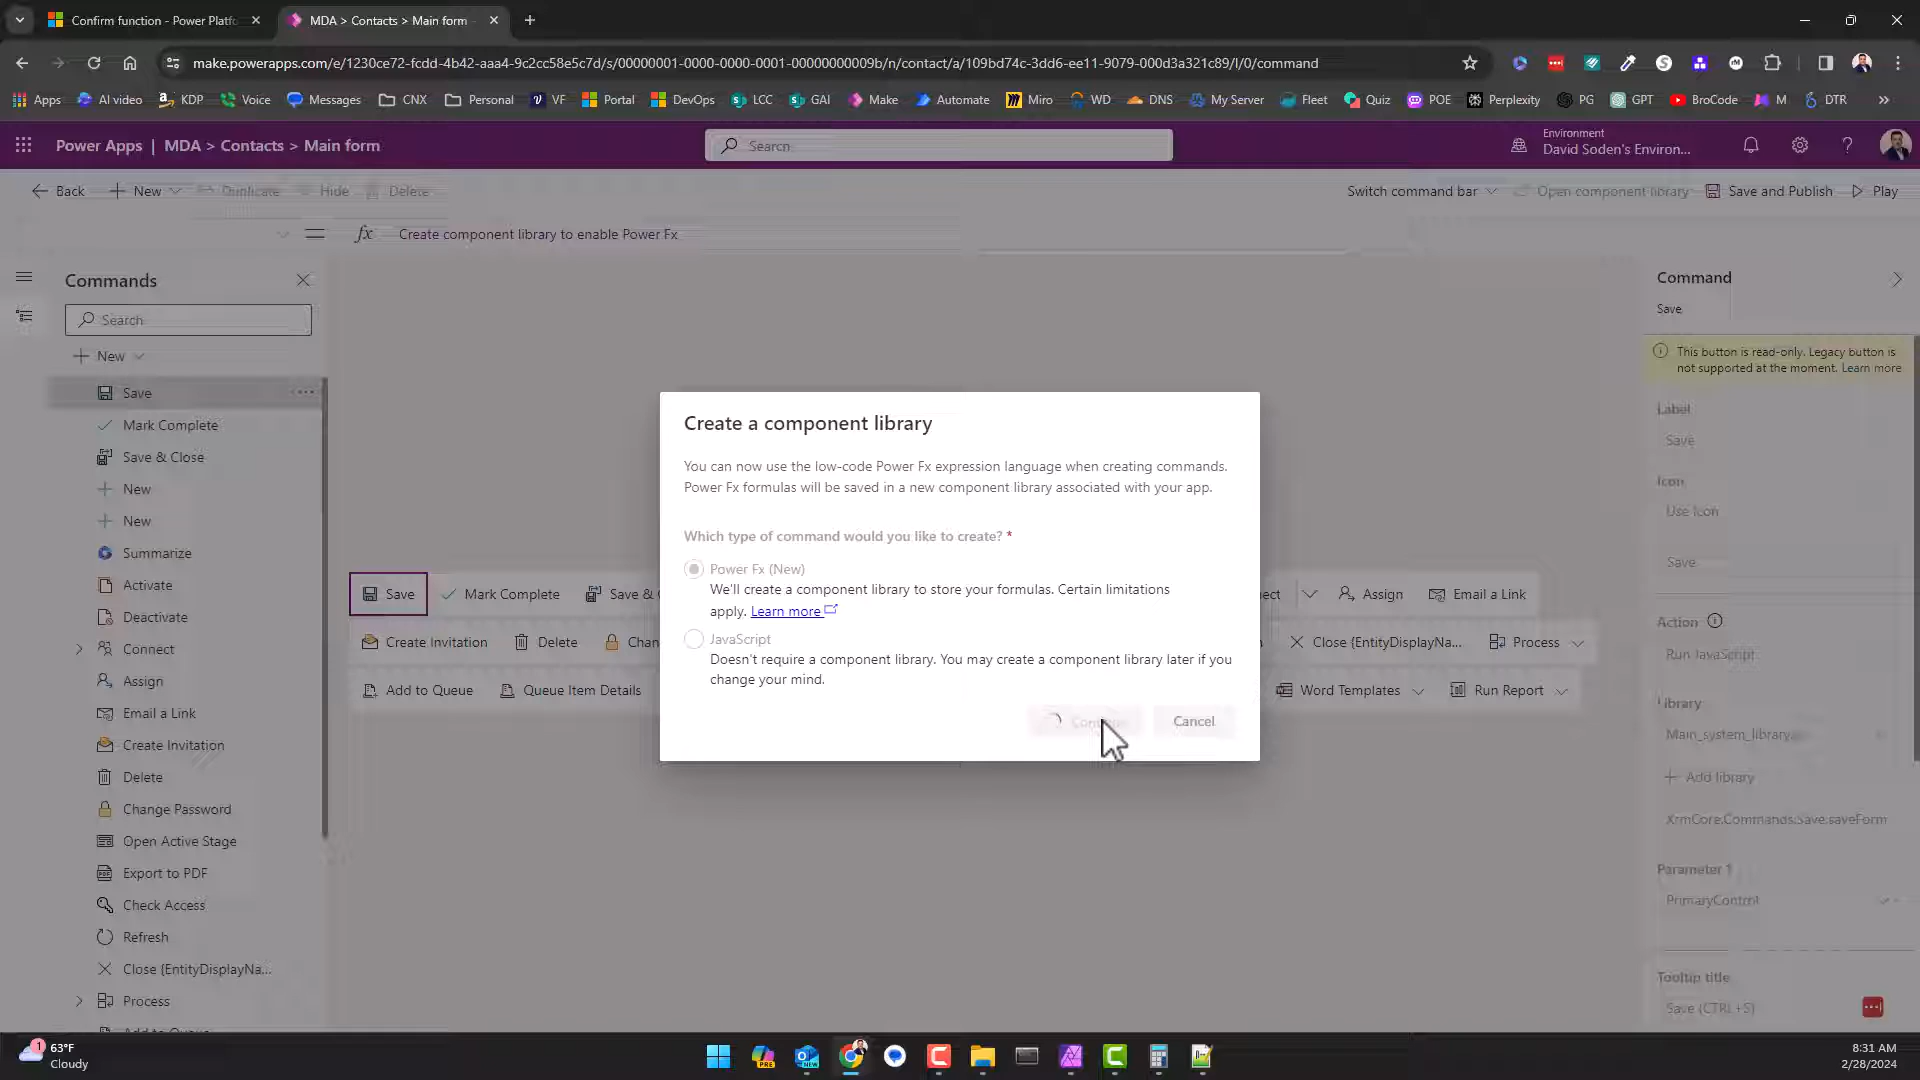 Confirm function - Power Platfo
MDA > Contacts > Main form
make.powerapps.com/e/1230ce72-fcdd-4b42-aaa4-9c2cc58e5c7d/s/00000001-0000-0000-0001-00000000009b/n/contact/a/109bd74c-3dd6-ee11-9079-000d3a321c89/l/0/command
Apps AI video KDP Voice Messages CNX Personal VF Portal DevOps LCC GAI Make Automate Miro WD DNS My Server Fleet Quiz POE Perplexity PG GPT BroCode M DTR
Power Apps | MDA > Contacts > Main form
Search
Environment
David Soden's Environ...
Back New Duplicate Hide Delete
Switch command bar Open component library Save and Publish Play
fx Create component library to enable Power Fx
Commands
Search
New
Save
Mark Complete
Save & Close
New
New
Summarize
Activate
Deactivate
Connect
Assign
Email a Link
Create Invitation
Delete
Change Password
Open Active Stage
Export to PDF
Check Access
Refresh
Close {EntityDisplayNa...
Process
Add to Queue
Save Mark Complete Save &
Assign Email a Link
Create Invitation Delete
Close {EntityDisplayNa... Process
Add to Queue Queue Item Details
Word Templates Run Report
Create a component library
You can now use the low-code Power Fx expression language when creating commands.
Power Fx formulas will be saved in a new component library associated with your app.
Which type of command would you like to create? *
Power Fx (New)
We'll create a component library to store your formulas. Certain limitations
apply. Learn more
JavaScript
Doesn't require a component library. You may create a component library later if you
change your mind.
Cancel
Command
Save
This button is read-only. Legacy button is
not supported at the moment. Learn more
Label
Save
Icon
Use Icon
Save
Action
Run JavaScript
Library
Main_system_library...
Add library
XrmCore.Commands.Save.saveForm
Parameter 1
PrimaryControl
Tooltip title
Save (CTRL+S)
1
63°F
Cloudy
PRE
NEW
8:31 AM
2/28/2024